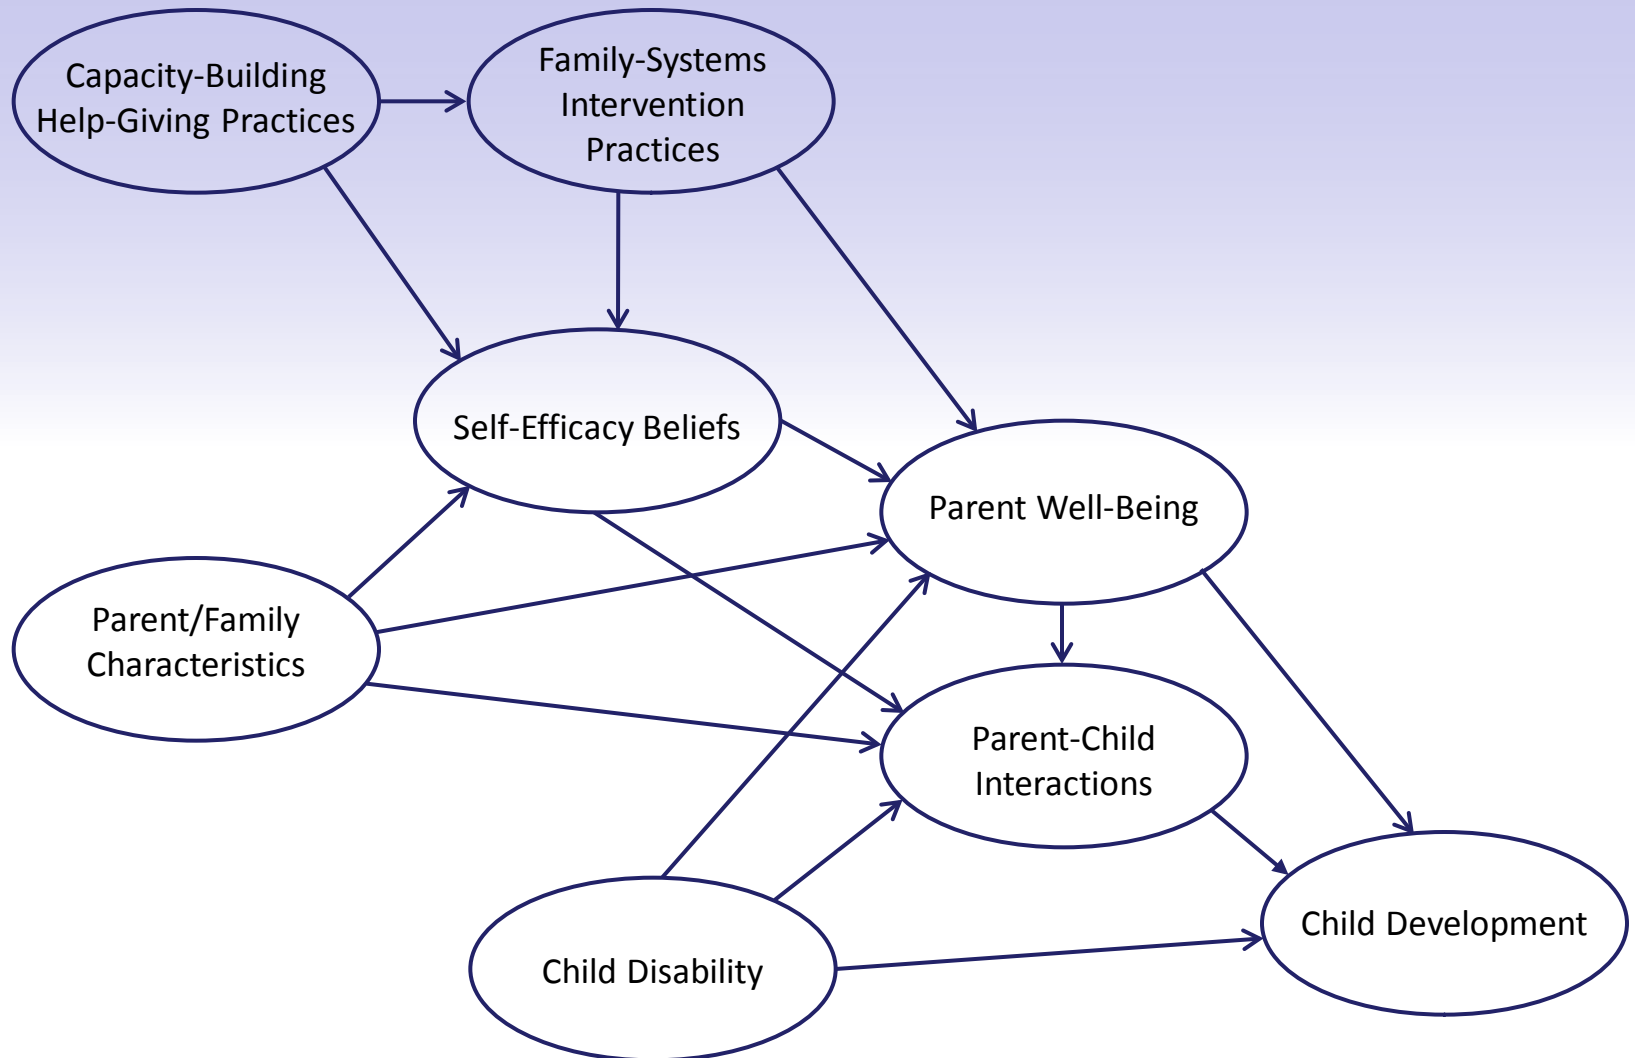 Capacity-Building
Help-Giving Practices
Family-Systems
Intervention
Practices
Self-Efficacy Beliefs
Parent Well-Being
Parent/Family
Characteristics
Parent-Child
Interactions
Child Development
Child Disability